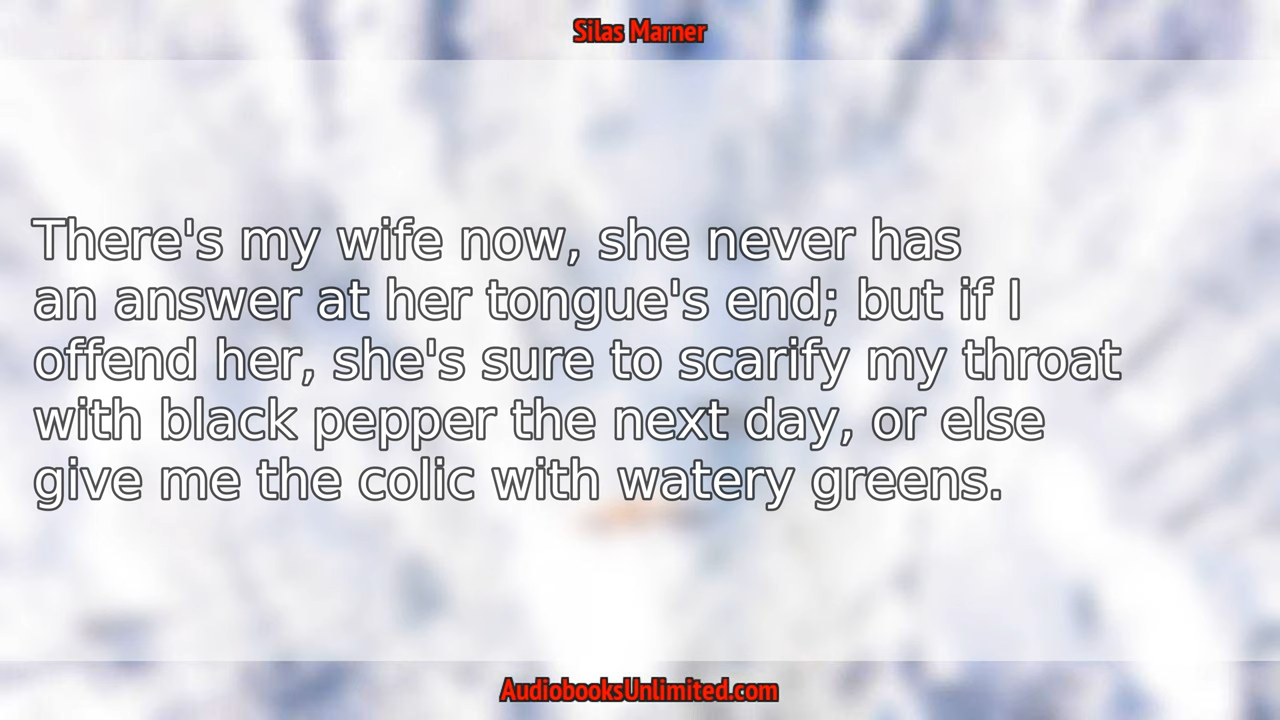 Silas Marner
There's my wife now, she never has
an answer at her tongue's end; but if I
offend her, she's sure to scarify my throat
with black pepper the next day, or else
give me the colic with watery greens.
AudiobooksUnlimited.com